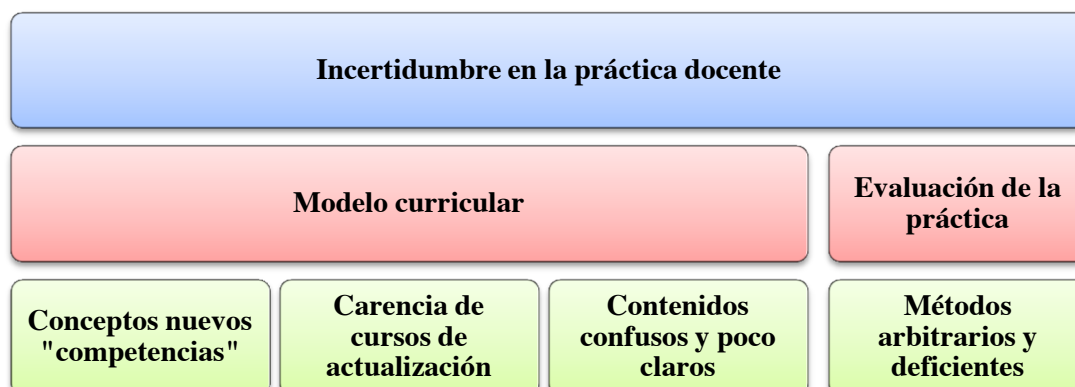 Incertidumbre en la práctica docente
Modelo curricular
Evaluación de la
práctica
Conceptos nuevos
"competencias"
Carencia de
cursos de
actualización
Contenidos
confusos y poco
claros
Métodos
arbitrarios y
deficientes